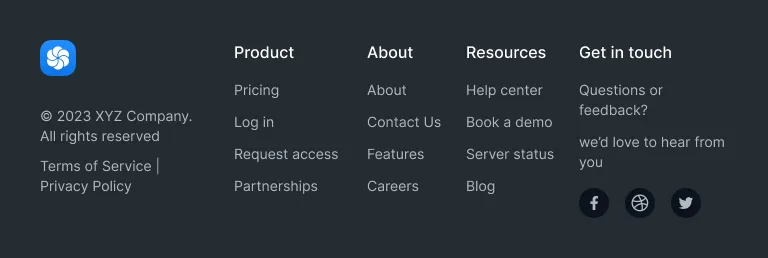 © 2023 XYZ Company.
All rights reserved
Terms of Service |
Privacy Policy
Product
Pricing
Log in
Request access
Partnerships
About
About
Contact Us
Features
Careers
Resources
Help center
Book a demo
Server status
Blog
Get in touch
Questions or
feedback?
we’d love to hear from
you